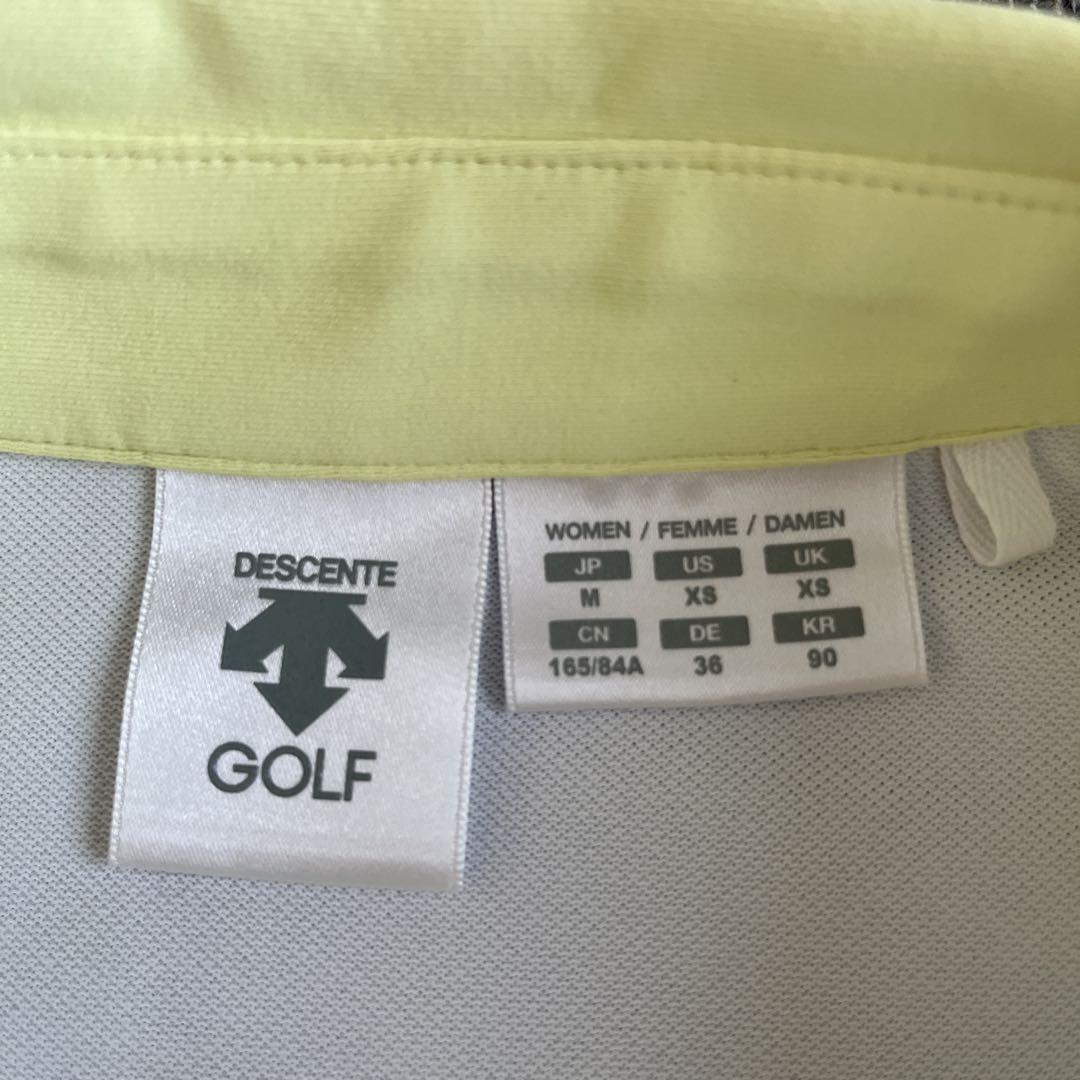 DESCENTE
GOLF
WOMEN / FEMME / DAMEN
JP US UK
M XS XS
CN DE KR
165/84A 36 90